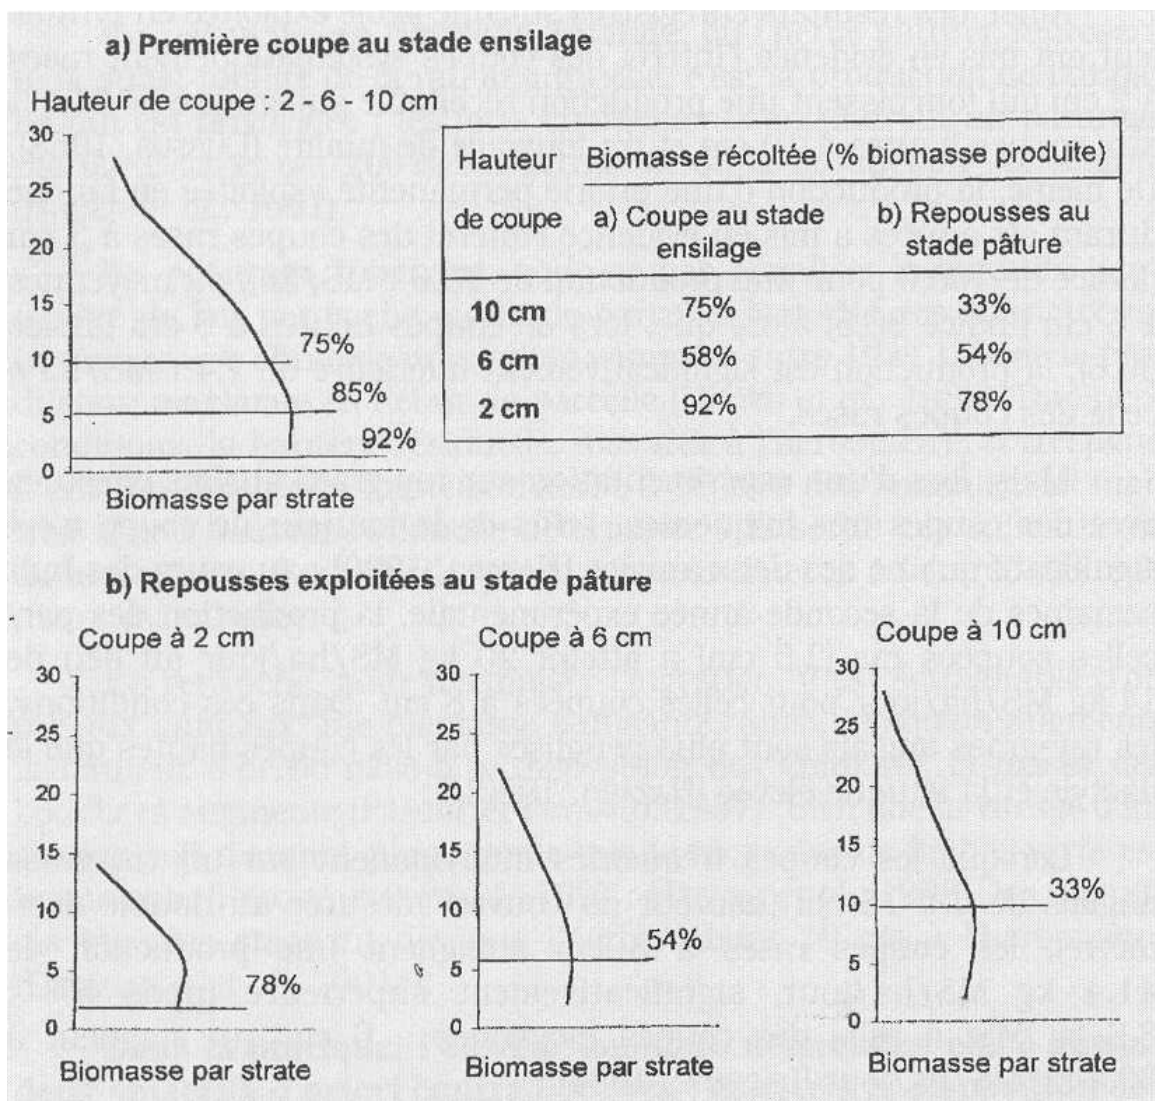 a) Première coupe au stade ensilage
Hauteur de coupe : 2 - 6 - 10 cm
30
25
20
15
10
5
0
75%
85%
92%
Biomasse par strate
Hauteur Biomasse récoltée (% biomasse produite)
de coupe a) Coupe au stade b) Repousses au
ensilage stade pâture
10 cm 75% 33%
6 cm 58% 54%
2 cm 92% 78%
b) Repousses exploitées au stade pâture
Coupe à 2 cm
30
25
20
15
10
5
0
78%
Biomasse par strate
Coupe à 6 cm
30
25
20
15
10
5
0
54%
Biomasse par strate
Coupe à 10 cm
30
25
20
15
10
5
0
33%
Biomasse par strate